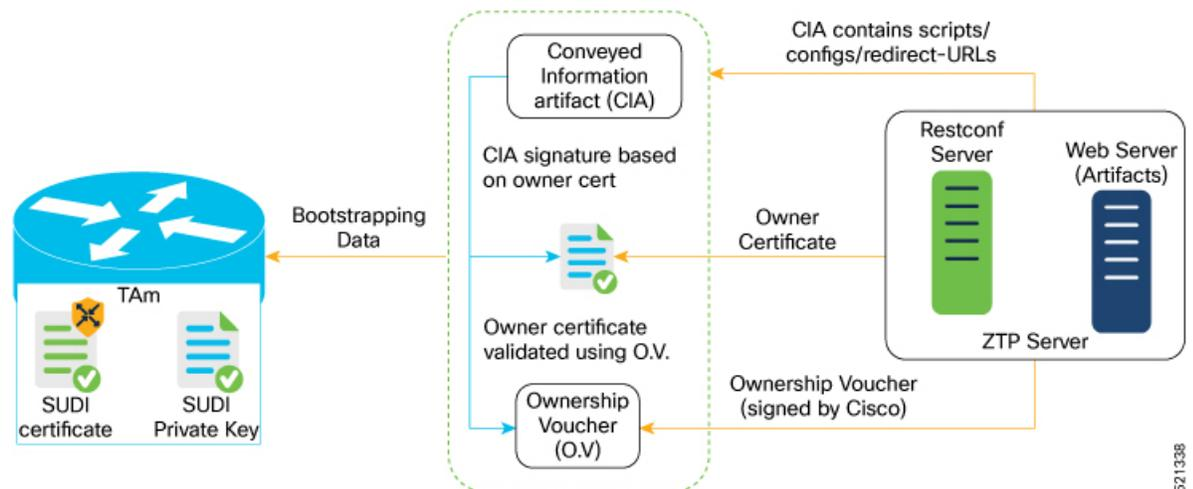 CIA contains scripts/
configs/redirect-URLs
Conveyed
Information
artifact (CIA)
Restconf
Server
Web Server
(Artifacts)
CIA signature based
on owner cert
Bootstrapping
Data
Owner
Certificate
TAm
Owner certificate
validated using O.V.
ZTP Server
Ownership Voucher
(signed by Cisco)
Ownership
Voucher
(O.V)
SUDI
certificate
SUDI
Private Key
521338